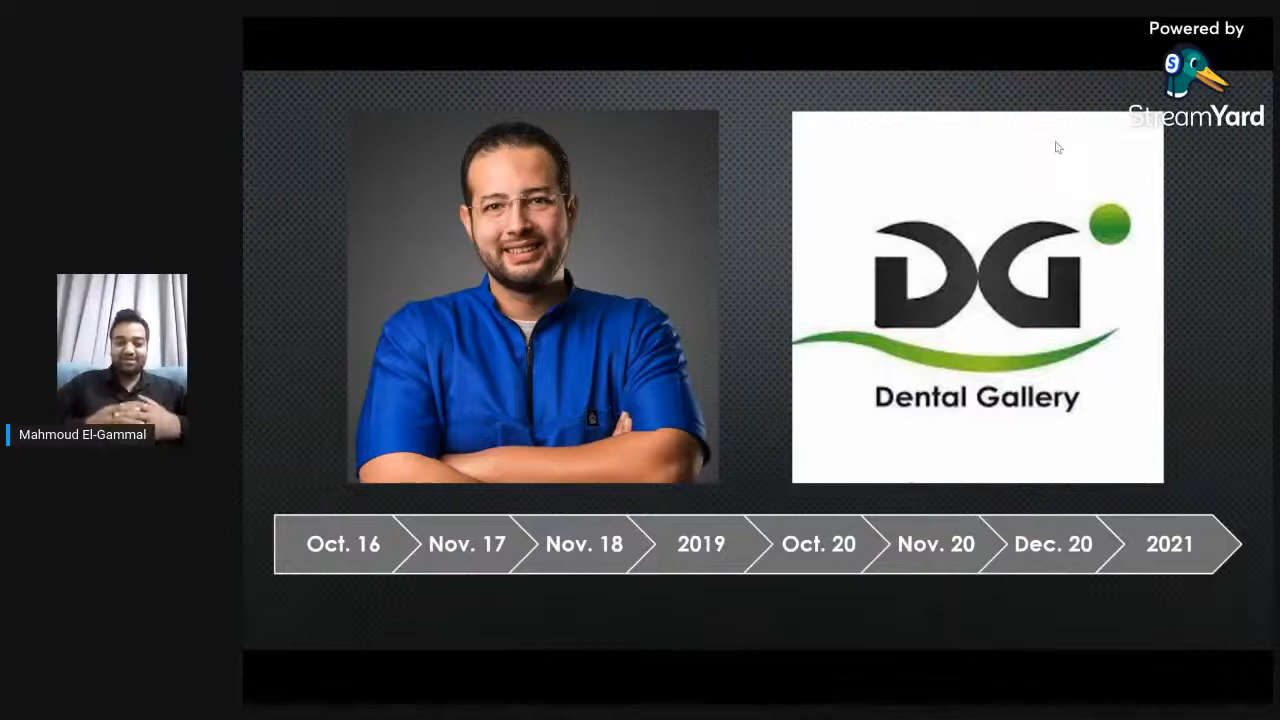 Powered by
StreamYard
DG
Dental Gallery
Mahmoud El-Gammal
Oct. 16
Nov. 17
Nov. 18
2019
Oct. 20
Nov. 20
Dec. 20
2021